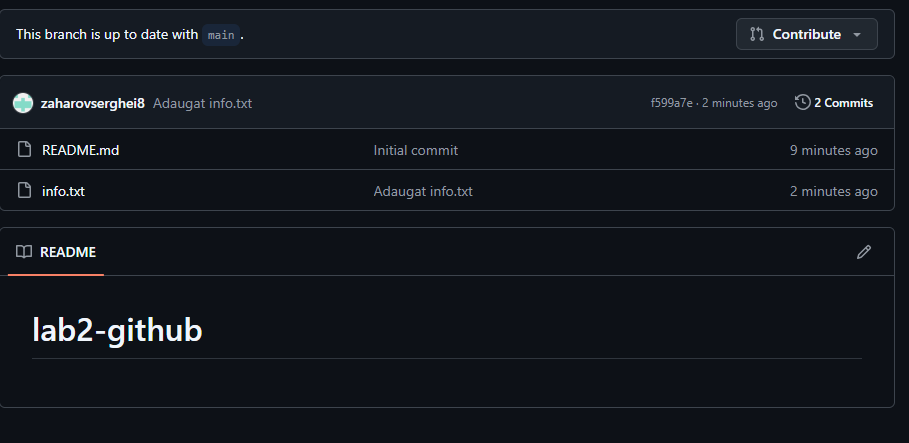 This branch is up to date with main.
Contribute
zaharovserghei8 Adaugat info.txt f599a7e · 2 minutes ago 2 Commits
README.md Initial commit 9 minutes ago
info.txt Adaugat info.txt 2 minutes ago
README
lab2-github